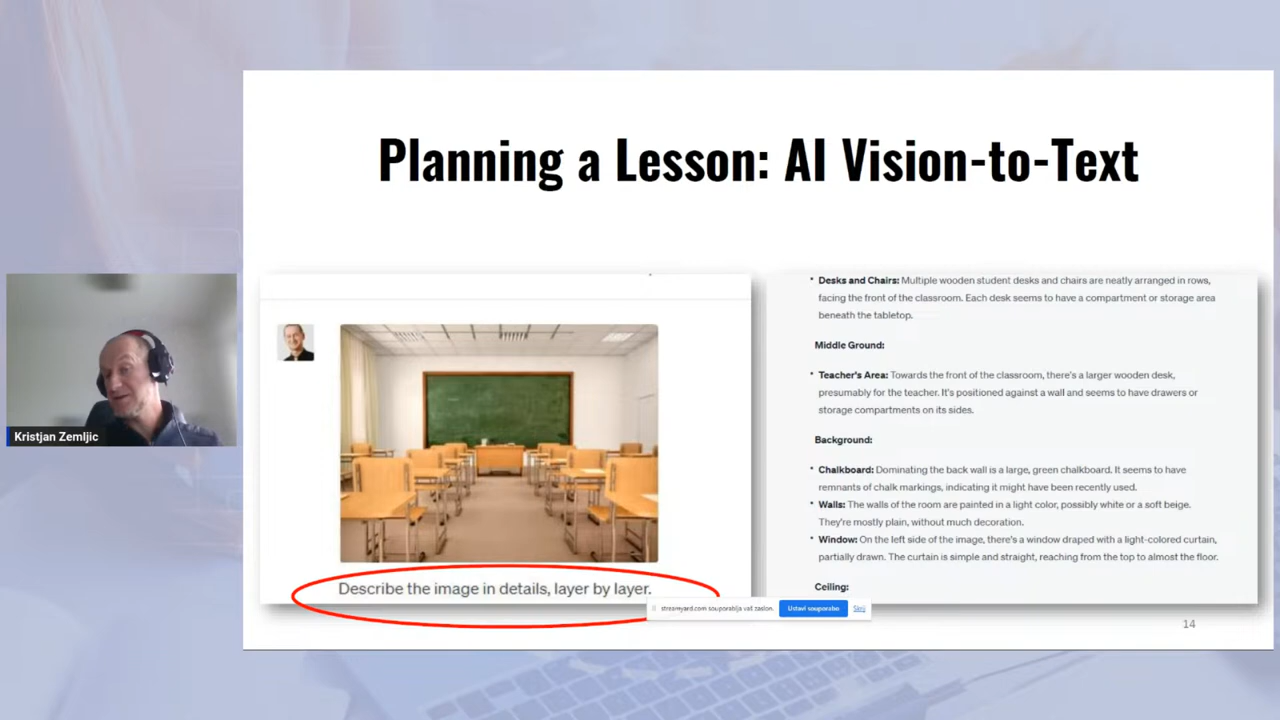 Planning a Lesson: AI Vision-to-Text
Kristjan Zemljic
Describe the image in details, layer by layer.
• Desks and Chairs: Multiple wooden student desks and chairs are neatly arranged in rows,
facing the front of the classroom. Each desk seems to have a compartment or storage area
beneath the tabletop.
Middle Ground:
• Teacher's Area: Towards the front of the classroom, there's a larger wooden desk,
presumably for the teacher. It's positioned against a wall and seems to have drawers or
storage compartments on its sides.
Background:
• Chalkboard: Dominating the back wall is a large, green chalkboard. It seems to have
remnants of chalk markings, indicating it might have been recently used.
• Walls: The walls of the room are painted in a light color, possibly white or a soft beige.
They're mostly plain, without much decoration.
• Window: On the left side of the image, there's a window draped with a light-colored curtain,
partially drawn. The curtain is simple and straight, reaching from the top to almost the floor.
Ceiling:
streamyard.com souporablja vaš zaslon. Ustavi souporabo Skrij
14